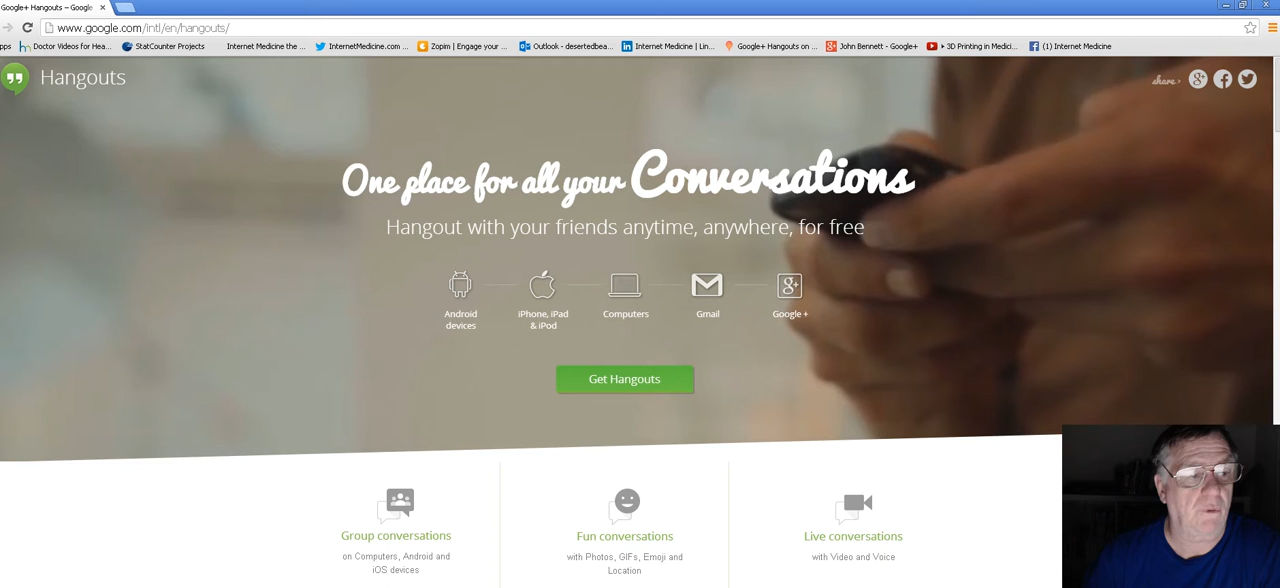 Google+ Hangouts – Google
www.google.com/intl/en/hangouts/
pps Doctor Videos for Hea... StatCounter Projects Internet Medicine the ... InternetMedicine.com ... Zopim | Engage your ... Outlook - desertedbea... Internet Medicine | Lin... Google+ Hangouts on ... John Bennett - Google+ 3D Printing in Medici... (1) Internet Medicine
Hangouts
share ›
One place for all your Conversations
Hangout with your friends anytime, anywhere, for free
Android
devices
iPhone, iPad
& iPod
Computers
Gmail
Google +
Get Hangouts
Group conversations
on Computers, Android and
iOS devices
Fun conversations
with Photos, GIFs, Emoji and
Location
Live conversations
with Video and Voice